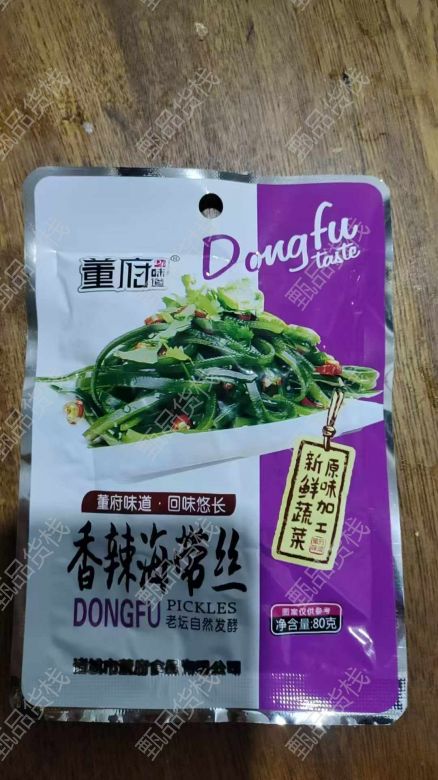 Dongfu
taste
董府
味道
®
原味加工
新鲜蔬菜
董府味道·回味悠长
香辣海带丝
DONGFU
PICKLES
老坛自然发酵
图案仅供参考
净含量:80克
甄品货栈